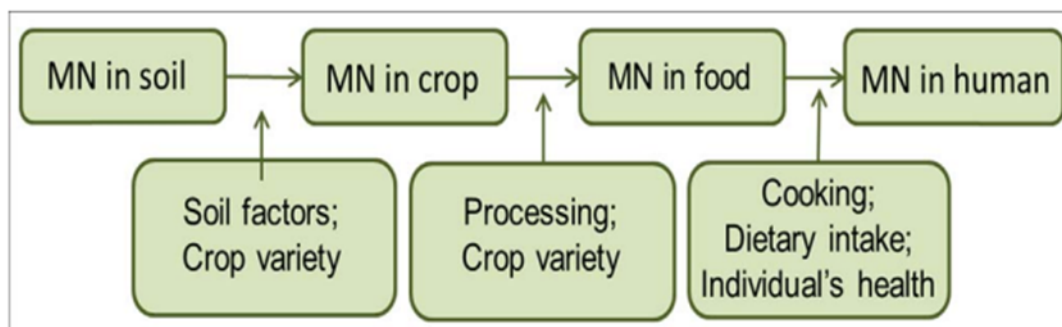 MN in soil
MN in crop
MN in food
MN in human
Soil factors;
Crop variety
Processing;
Crop variety
Cooking;
Dietary intake;
Individual's health